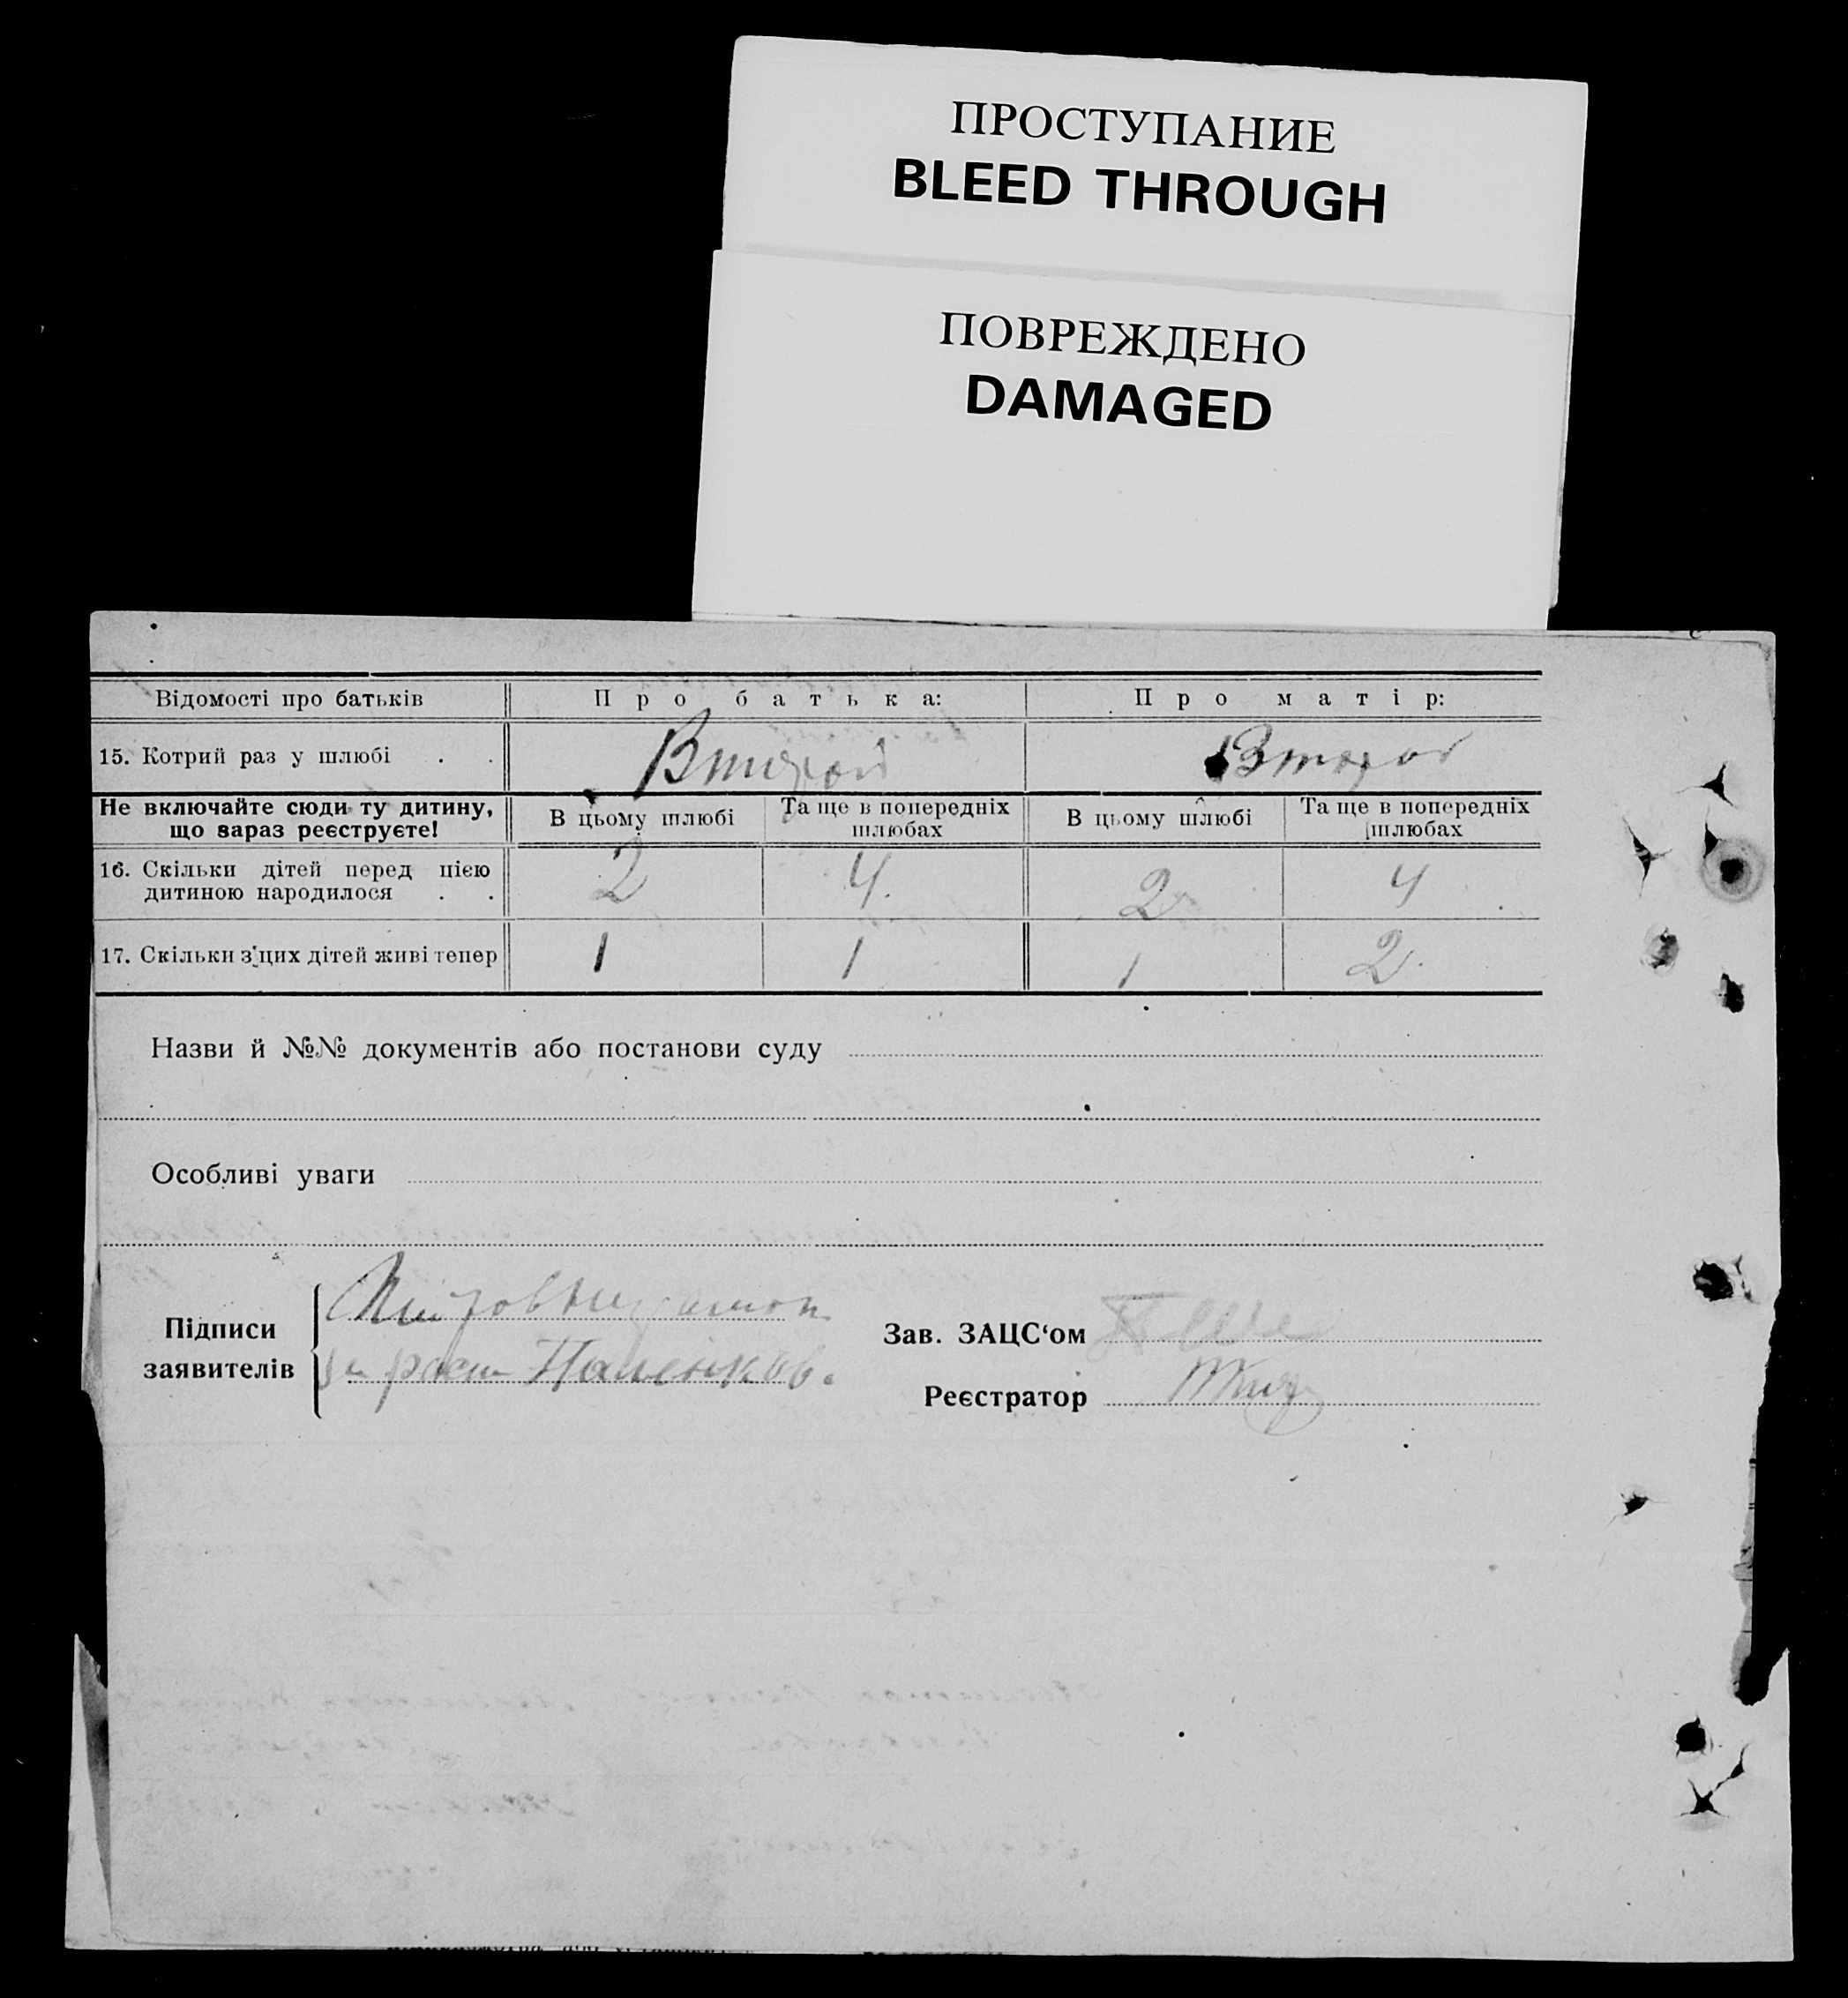 ПРОСТУПАНИЕ
BLEED THROUGH
ПОВРЕЖДЕНО
DAMAGED
Відомості про батьків Про батька: Про матір:
15. Котрий раз у шлюбі . . Второй Второй
Не включайте сюди ту дитину, що зараз реєструєте! В цьому шлюбі Та ще в попередніх шлюбах В цьому шлюбі Та ще в попередніх шлюбах
16. Скільки дітей перед цією
дитиною народилося . . 2 4. 2 4
17. Скільки з цих дітей живі тепер 1 1 1 2
Назви й №№ документів або постанови суду
Особливі уваги
Підписи
заявителів
Зав. ЗАЦС‘ом
Реєстратор